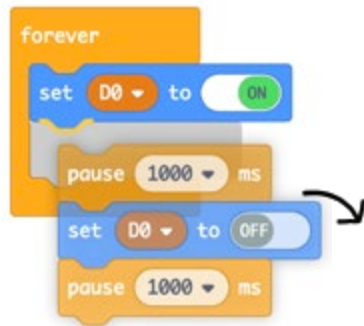 forever
set D0 to ON
pause 1000 ms
set D0 to OFF
pause 1000 ms